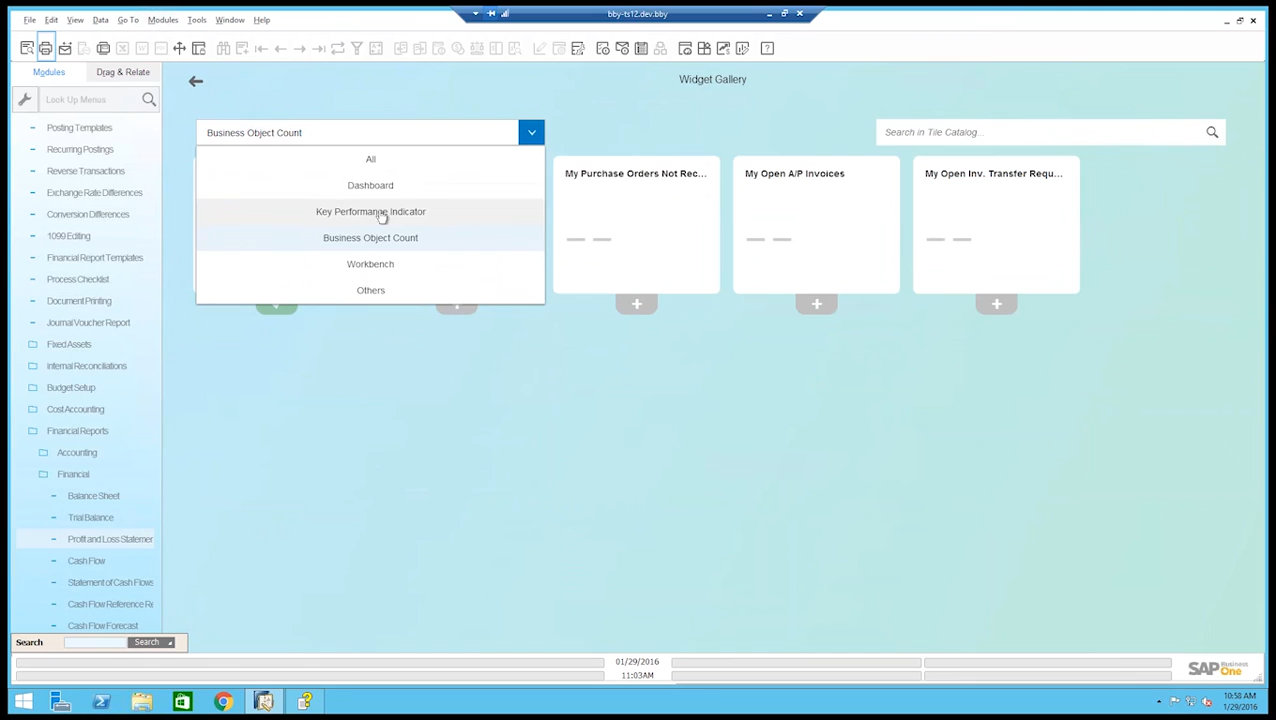 bby-ts12.dev.bby
File Edit View Data Go To Modules Tools Window Help
Modules Drag & Relate
Look Up Menus
Posting Templates
Recurring Postings
Reverse Transactions
Exchange Rate Differences
Conversion Differences
1099 Editing
Financial Report Templates
Process Checklist
Document Printing
Journal Voucher Report
Fixed Assets
Internal Reconciliations
Budget Setup
Cost Accounting
Financial Reports
Accounting
Financial
Balance Sheet
Trial Balance
Profit and Loss Statemer
Cash Flow
Statement of Cash Flows
Cash Flow Reference Re
Cash Flow Forecast
Search Search
Widget Gallery
Business Object Count
Search in Tile Catalog...
All
Dashboard
Key Performance Indicator
Business Object Count
Workbench
Others
My Purchase Orders Not Rec...
My Open A/P Invoices
My Open Inv. Transfer Requ...
01/29/2016
11:03AM
SAP Business One
10:58 AM
1/29/2016